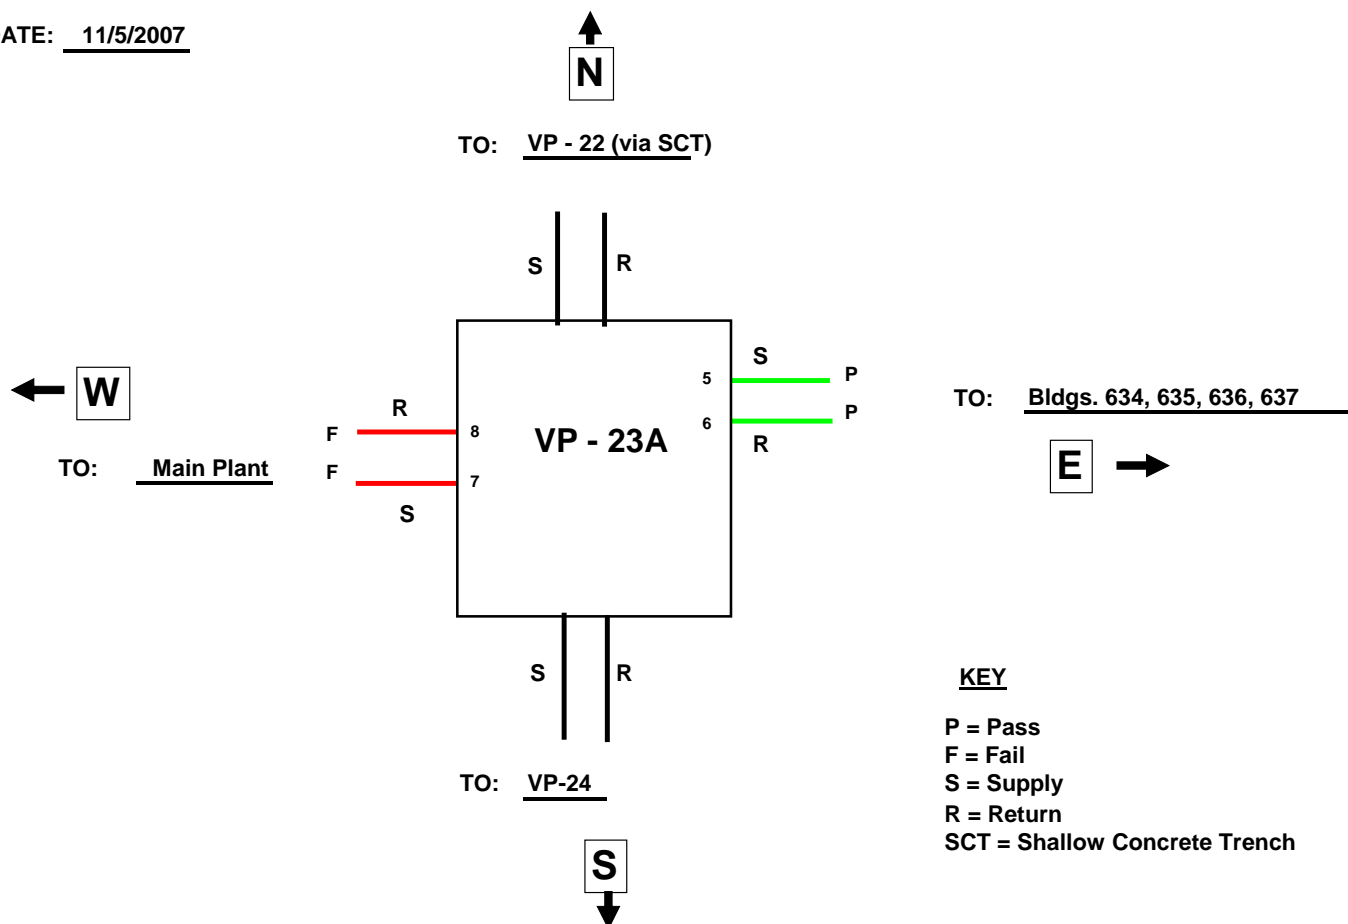 ATE: 11/5/2007
N
TO: VP - 22 (via SCT)
S R
S
5 P
W
R
8
F
6 P
R
VP - 23A
TO: Bldgs. 634, 635, 636, 637
E
TO: Main Plant
F
7
S
S R
TO: VP-24
S
KEY
P = Pass
F = Fail
S = Supply
R = Return
SCT = Shallow Concrete Trench